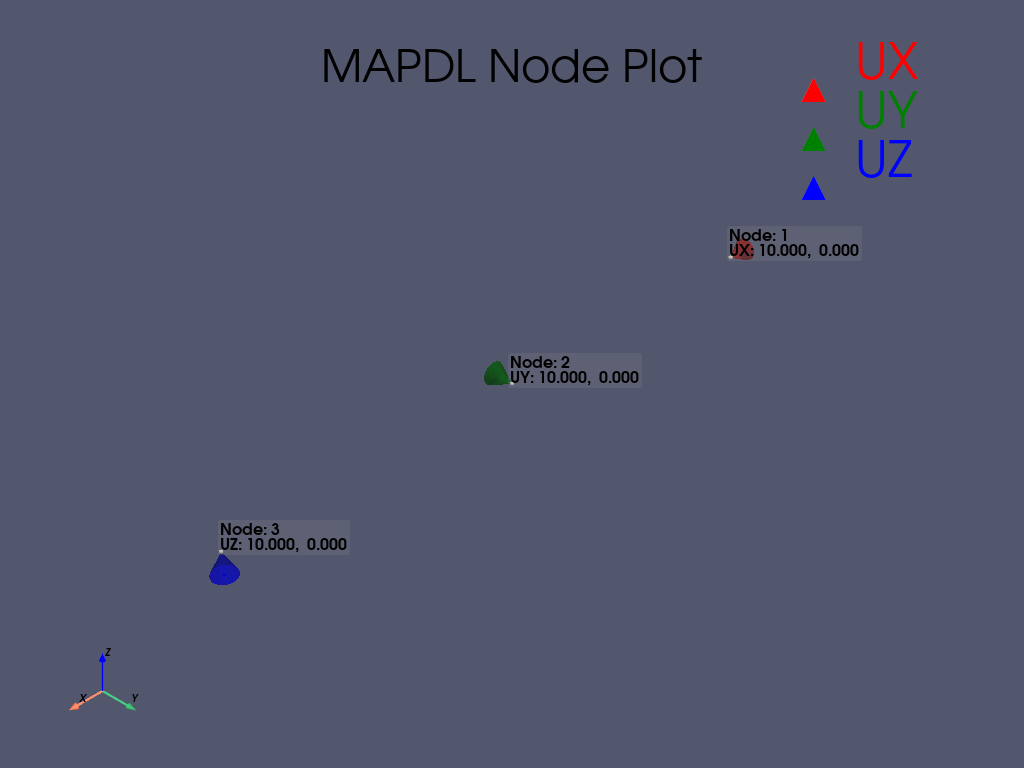 MAPDL Node Plot
UX
UY
UZ
Node: 1
UX: 10.000,  0.000
Node: 2
UY: 10.000,  0.000
Node: 3
UZ: 10.000,  0.000
Z
X
Y